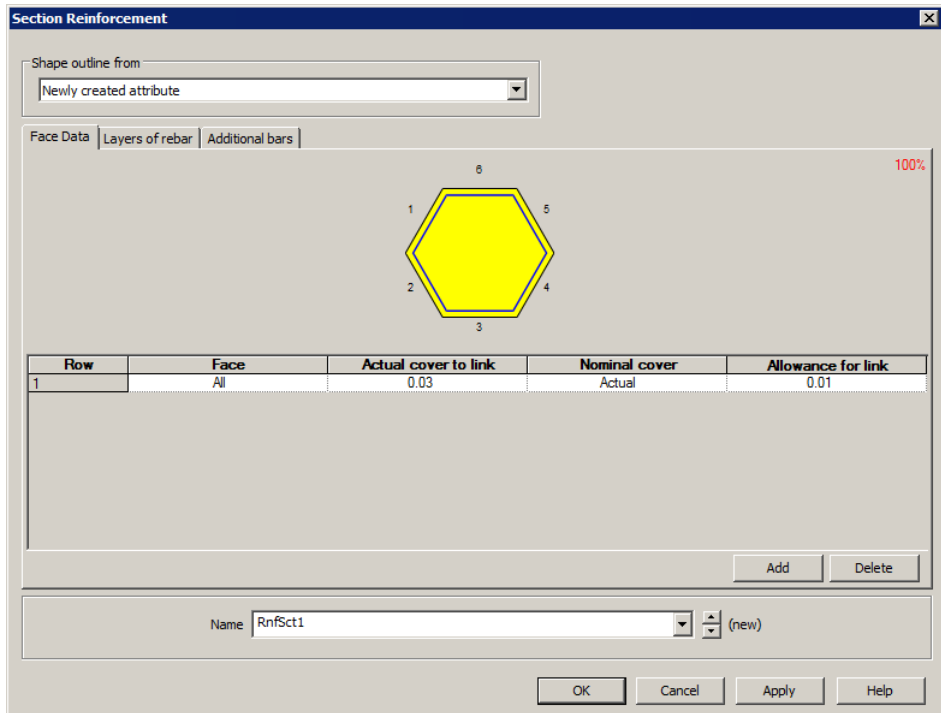 Section Reinforcement
Shape outline from
Newly created attribute
Face Data Layers of rebar Additional bars
100%
6
1 5
2 4
3
Row Face Actual cover to link Nominal cover Allowance for link
1 All 0.03 Actual 0.01
Add Delete
Name RnfSct1 (new)
OK Cancel Apply Help